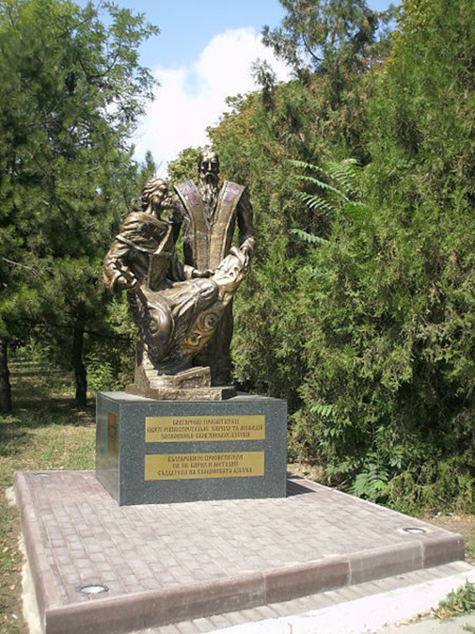 БОЛГАРСЬКІ ПРОСВІТИТЕЛІ
СВЯТІ РІВНОАПОСТОЛЬНІ КИРИЛО ТА МЕФОДІЙ
ЗАСНОВНИКИ СЛОВ'ЯНСЬКОЇ АЗБУКИ
БЪЛГАРСКИТЕ ПРОСВЕТИТЕЛИ
СВ. СВ. КИРИЛ И МЕТОДИЙ
СЪЗДАТЕЛИ НА СЛАВЯНСКАТА АЗБУКА